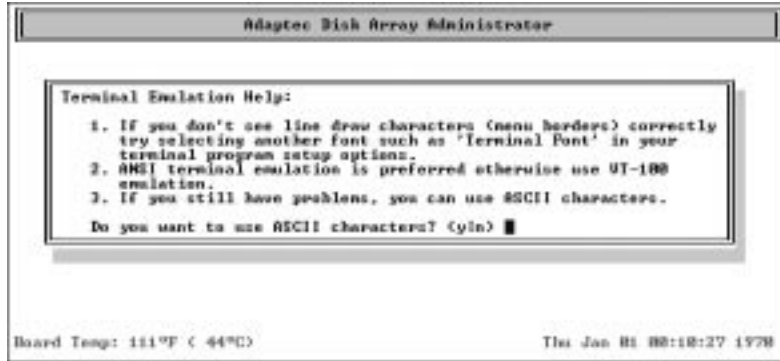 Adaptec Disk Array Administrator
Terminal Emulation Help:
1. If you don't see line draw characters (menu borders) correctly
try selecting another font such as 'Terminal Font' in your
terminal program setup options.
2. ANSI terminal emulation is preferred otherwise use VT-100
emulation.
3. If you still have problems, you can use ASCII characters.
Do you want to use ASCII characters? (y|n)
Board Temp: 111°F ( 44°C)
Thu Jan 01 00:10:27 1970